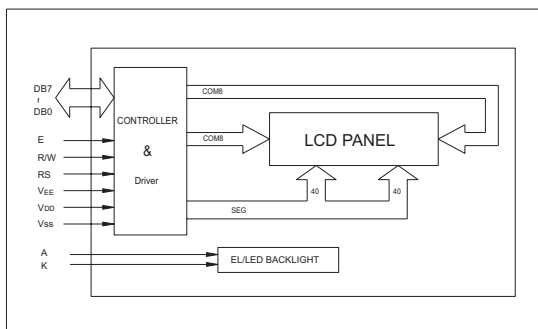 DB7
~
DB0
E
R/W
RS
VEE
VDD
Vss
A
K
CONTROLLER
&
Driver
COM8
COM8
LCD PANEL
40
40
SEG
EL/LED BACKLIGHT